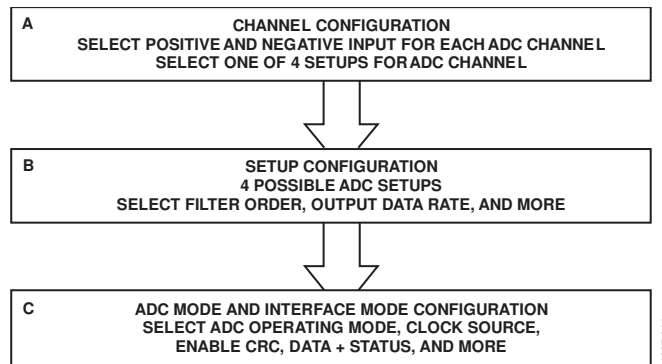 A
CHANNEL CONFIGURATION
SELECT POSITIVE AND NEGATIVE INPUT FOR EACH ADC CHANNEL
SELECT ONE OF 4 SETUPS FOR ADC CHANNEL
B
SETUP CONFIGURATION
4 POSSIBLE ADC SETUPS
SELECT FILTER ORDER, OUTPUT DATA RATE, AND MORE
C
ADC MODE AND INTERFACE MODE CONFIGURATION
SELECT ADC OPERATING MODE, CLOCK SOURCE,
ENABLE CRC, DATA + STATUS, AND MORE